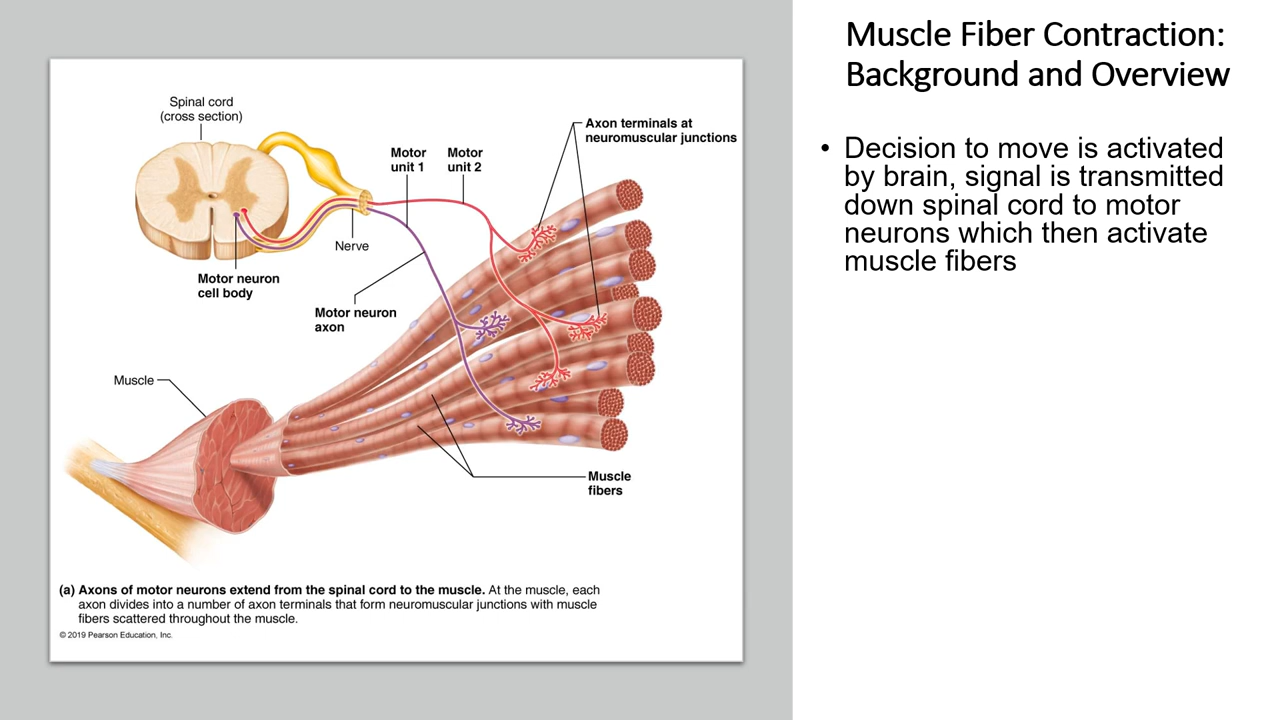 Muscle Fiber Contraction:
Background and Overview
• Decision to move is activated
by brain, signal is transmitted
down spinal cord to motor
neurons which then activate
muscle fibers
Spinal cord
(cross section)
Axon terminals at
neuromuscular junctions
Motor
unit 1
Motor
unit 2
Nerve
Motor neuron
cell body
Motor neuron
axon
Muscle
Muscle
fibers
(a) Axons of motor neurons extend from the spinal cord to the muscle. At the muscle, each
axon divides into a number of axon terminals that form neuromuscular junctions with muscle
fibers scattered throughout the muscle.
© 2019 Pearson Education, Inc.